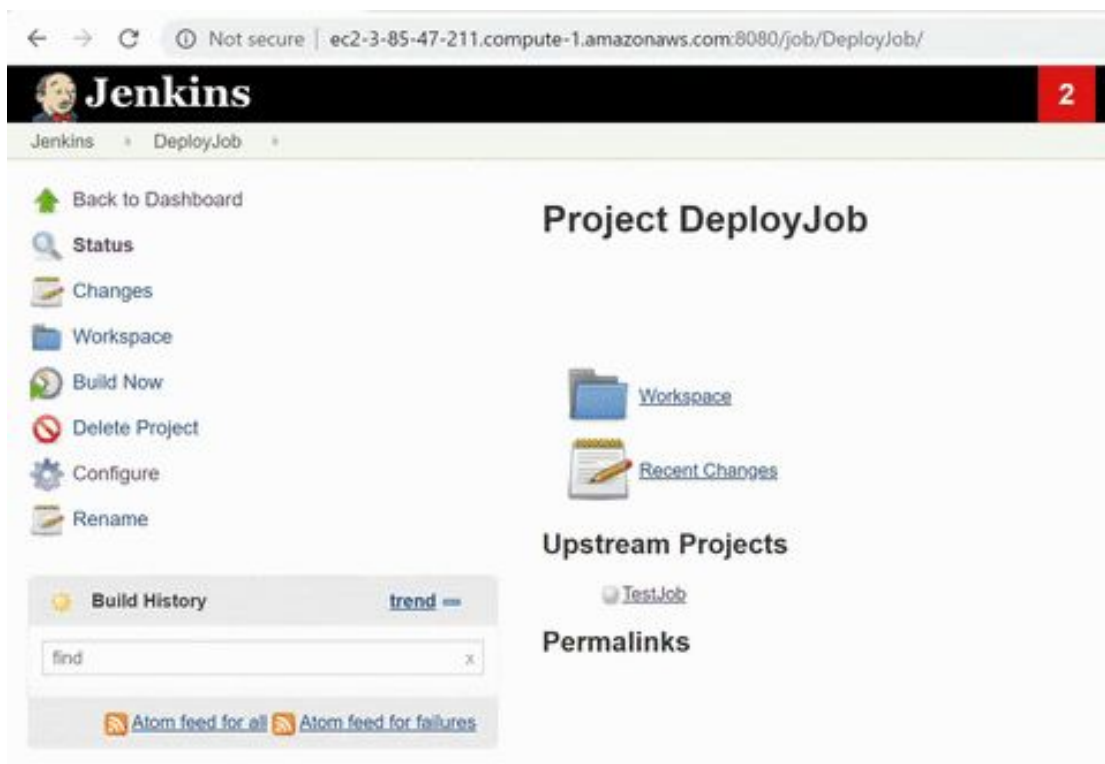 Not secure | ec2-3-85-47-211.compute-1.amazonaws.com:8080/job/DeployJob/
Jenkins
2
Jenkins
DeployJob
Back to Dashboard
Status
Changes
Workspace
Build Now
Delete Project
Configure
Rename
Build History
trend
find
x
Atom feed for all
Atom feed for failures
Project DeployJob
Workspace
Recent Changes
Upstream Projects
TestJob
Permalinks